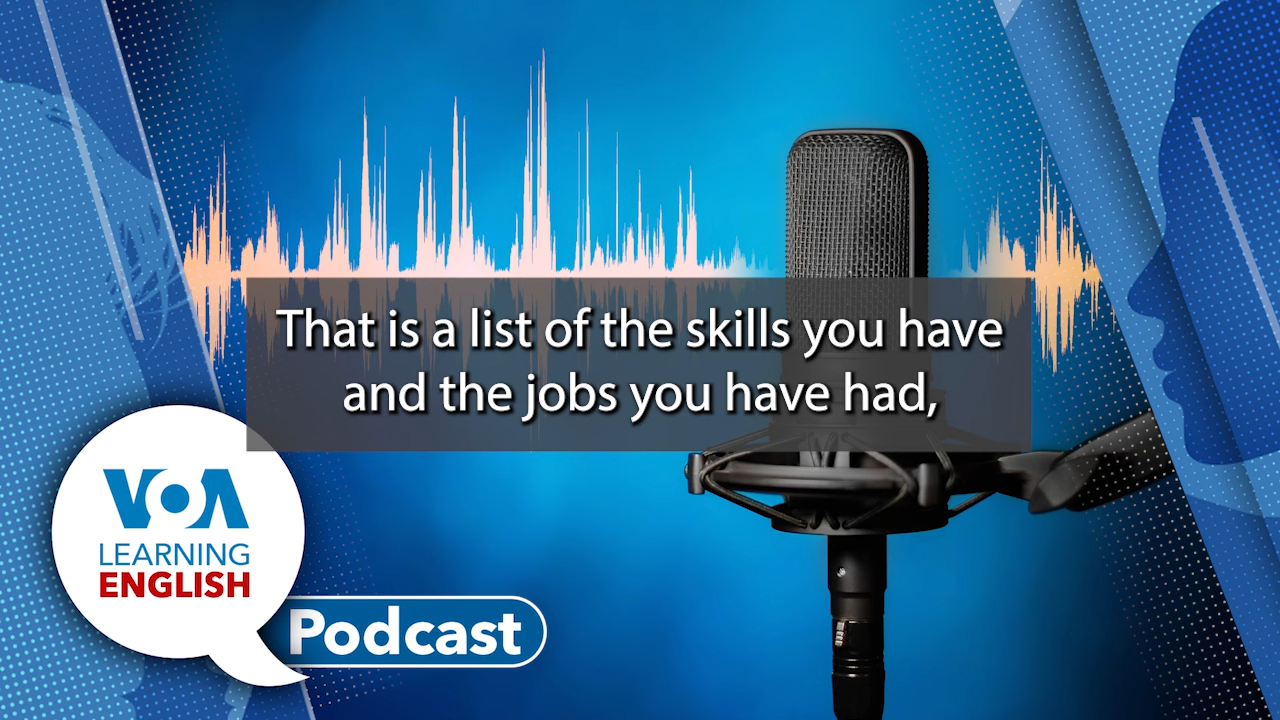 That is a list of the skills you have
and the jobs you have had,
VOA
LEARNING
ENGLISH
Podcast